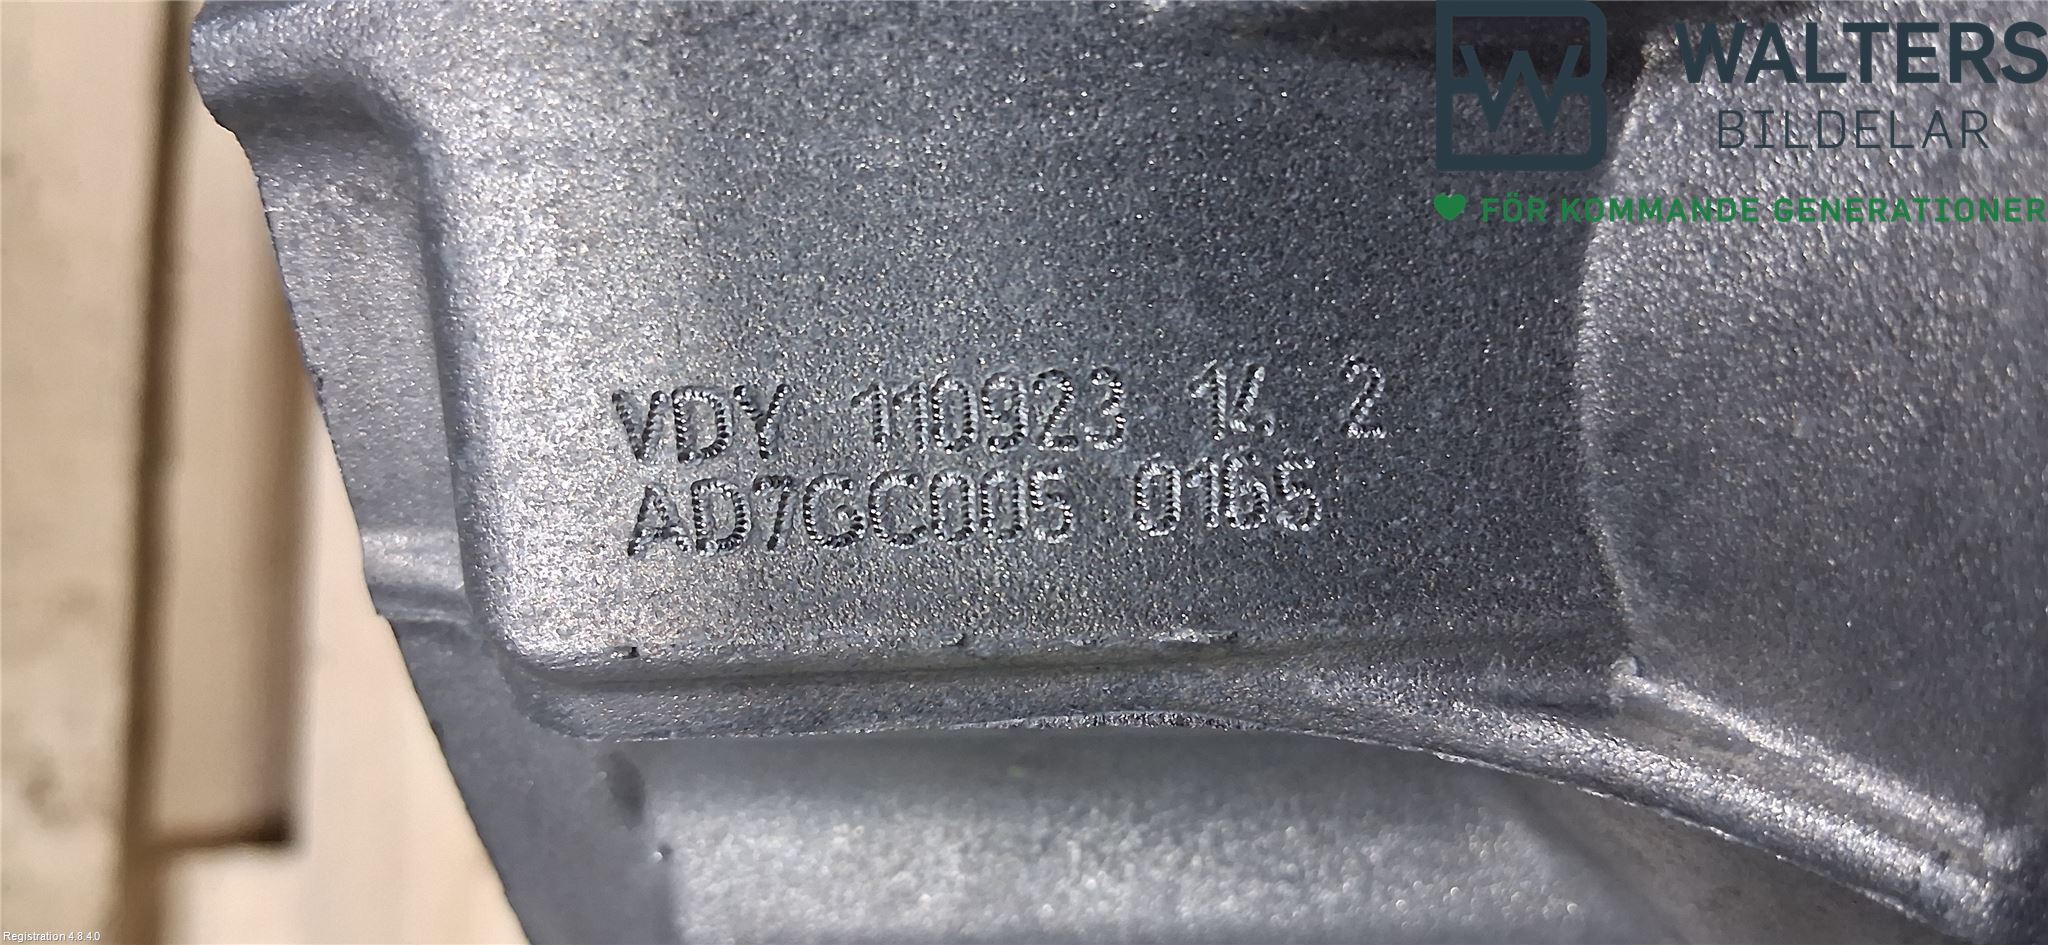 WALTERS
BILDELAR
FÖR KOMMANDE GENERATIONER
VDY 110923 14 2
AD7GC005 0165
Registration 4.8.4.0